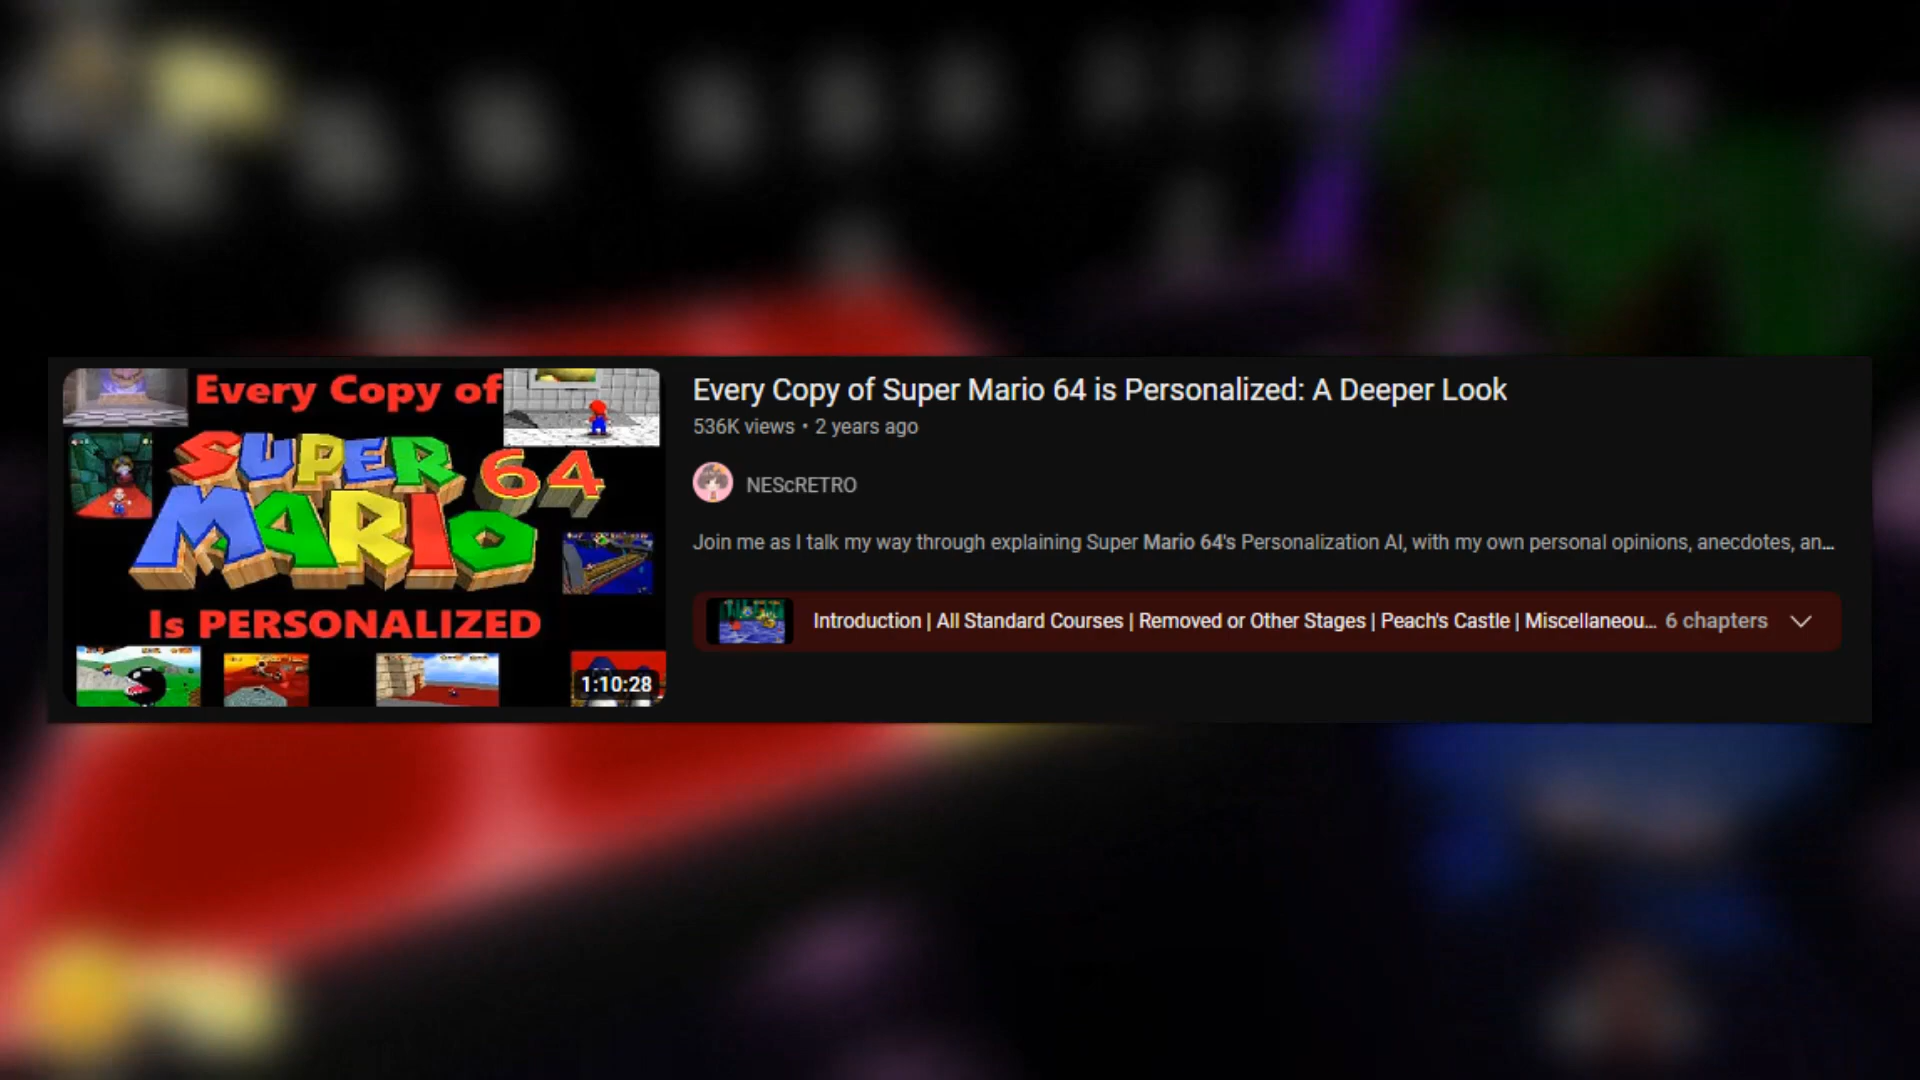 Every Copy of
SUPER
MARIO 64
Is PERSONALIZED
1:10:28
Every Copy of Super Mario 64 is Personalized: A Deeper Look
536K views • 2 years ago
NEScRETRO
Join me as I talk my way through explaining Super Mario 64's Personalization AI, with my own personal opinions, anecdotes, an...
Introduction | All Standard Courses | Removed or Other Stages | Peach's Castle | Miscellaneou... 6 chapters